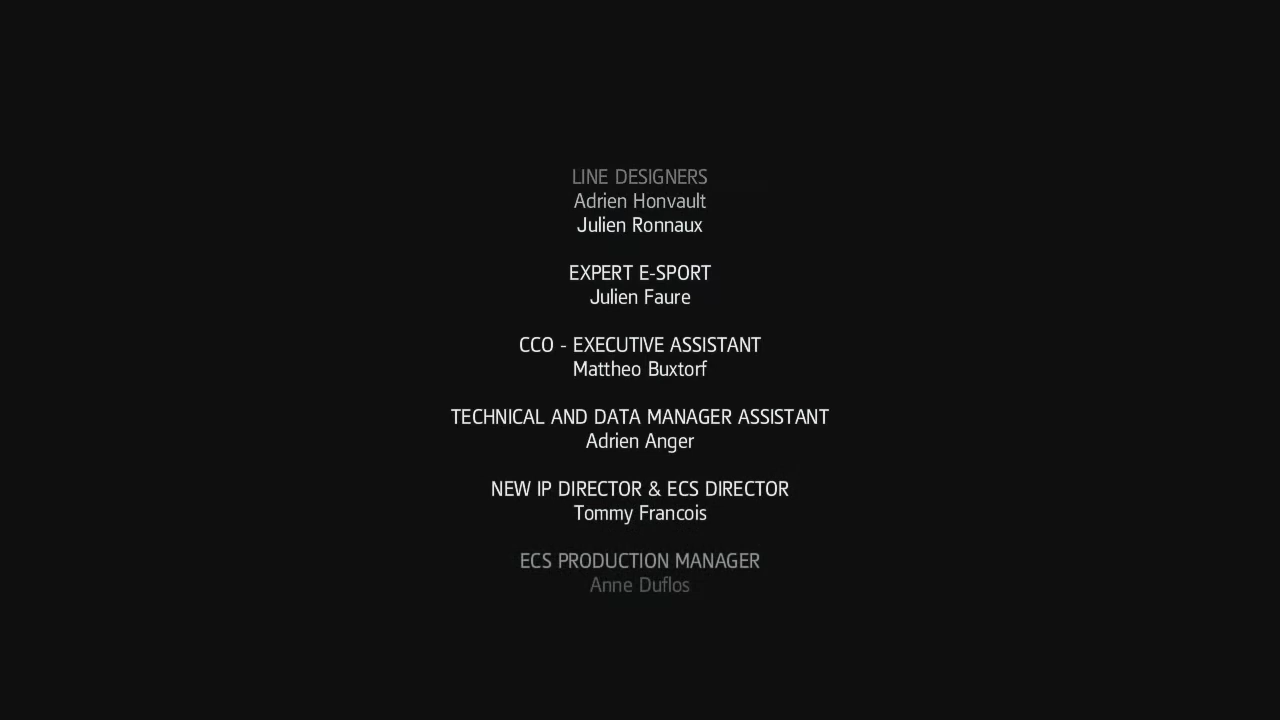 LINE DESIGNERS
Adrien Honvault
Julien Ronnaux
EXPERT E-SPORT
Julien Faure
CCO - EXECUTIVE ASSISTANT
Mattheo Buxtorf
TECHNICAL AND DATA MANAGER ASSISTANT
Adrien Anger
NEW IP DIRECTOR & ECS DIRECTOR
Tommy Francois
ECS PRODUCTION MANAGER
Anne Duflos